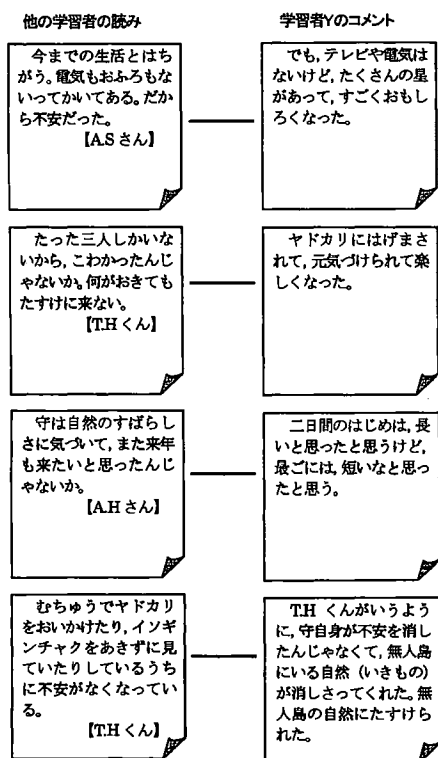 他の学習者の読み
学習者Yのコメント
今までの生活とはち
がう。電気もおふろもな
いってかいてある。だか
ら不安だった。
【A.S さん】
でも,テレビや電気は
ないけど,たくさんの星
があって,すごくおもし
ろくなった。
たった三人しかいな
いから,こわかったんじ
ゃないか。何がおきても
たすけに来ない。
【T.H くん】
ヤドカリにはげまさ
れて,元気づけられて楽
しくなった。
守は自然のすばらし
さに気づいて,また来年
も来たいと思ったんじ
ゃないか。
【A.H さん】
二日間のはじめは,長
いと思ったと思うけど,
最ごには,短いなと思っ
たと思う。
むちゅうでヤドカリ
をおいかけたり,イソギ
ンチャクをあきずに見
ていたりしているうち
に不安がなくなってい
る。
【T.H くん】
T.H くんがいうよう
に,守自身が不安を消し
たんじゃなくて,無人島
にいる自然(いきもの)
が消しさってくれた。無
人島の自然にたすけら
れた。